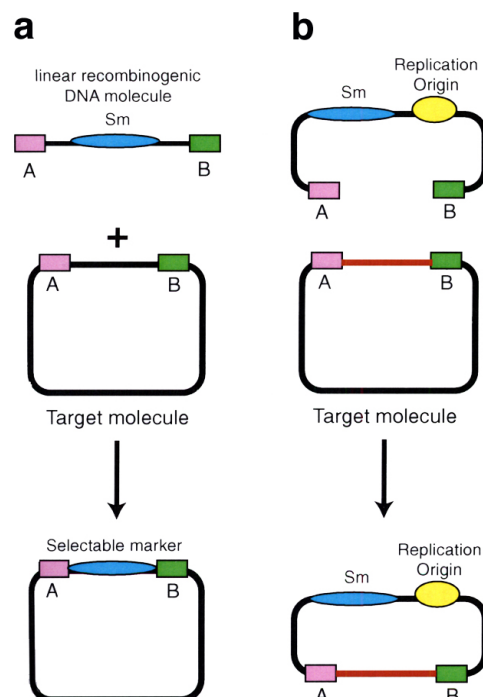 a
linear recombinogenic
DNA molecule
Sm
A B
+
A B
Target molecule
Selectable marker
A B
b
Replication
Origin
Sm
A B
A B
Target molecule
Replication
Origin
Sm
A B